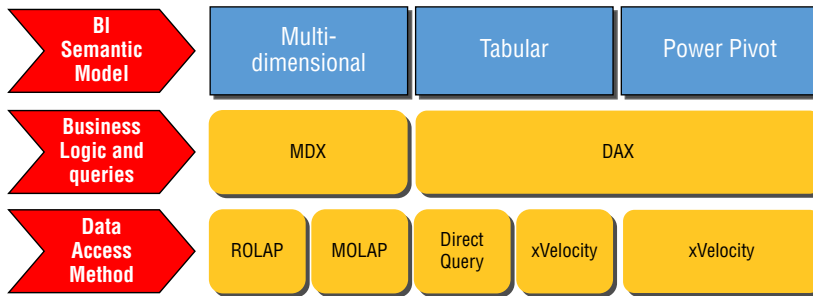 BI
Semantic
Model
Multi-
dimensional
Tabular
Power Pivot
Business
Logic and
queries
MDX
DAX
Data
Access
Method
ROLAP
MOLAP
Direct
Query
xVelocity
xVelocity